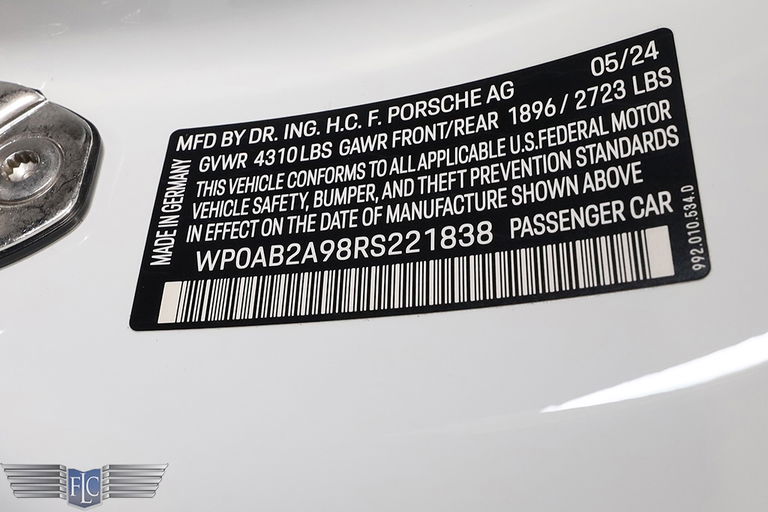 05/24
MFD BY DR. ING. H.C. F. PORSCHE AG
GVWR 4310 LBS GAWR FRONT/REAR 1896 / 2723 LBS
THIS VEHICLE CONFORMS TO ALL APPLICABLE U.S.FEDERAL MOTOR
VEHICLE SAFETY, BUMPER, AND THEFT PREVENTION STANDARDS
IN EFFECT ON THE DATE OF MANUFACTURE SHOWN ABOVE
WP0AB2A98RS221838 PASSENGER CAR
MADE IN GERMANY
992.010.534.0
FLC